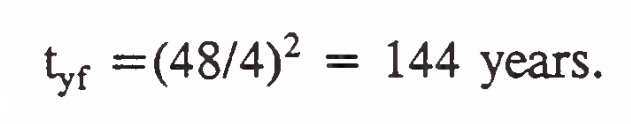 t_yf =(48/4)² = 144 years.